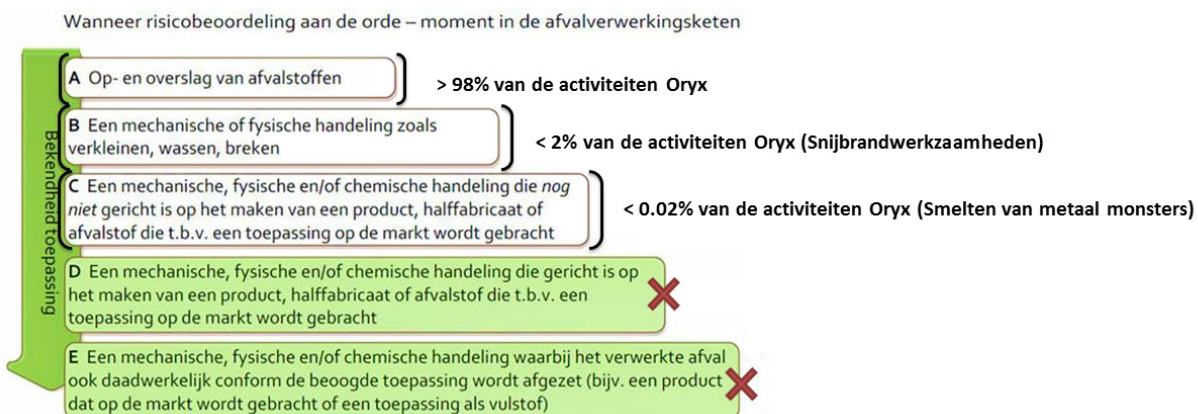 Wanneer risicobeoordeling aan de orde – moment in de afvalverwerkingsketen
Bekendheid toepassing
A Op- en overslag van afvalstoffen
> 98% van de activiteiten Oryx
B Een mechanische of fysische handeling zoals
verkleinen, wassen, breken
< 2% van de activiteiten Oryx (Snijbrandwerkzaamheden)
C Een mechanische, fysische en/of chemische handeling die nog
niet gericht is op het maken van een product, halffabricaat of
afvalstof die t.b.v. een toepassing op de markt wordt gebracht
< 0.02% van de activiteiten Oryx (Smelten van metaal monsters)
D Een mechanische, fysische en/of chemische handeling die gericht is op
het maken van een product, halffabricaat of afvalstof die t.b.v. een
toepassing op de markt wordt gebracht
E Een mechanische, fysische en/of chemische handeling waarbij het verwerkte afval
ook daadwerkelijk conform de beoogde toepassing wordt afgezet (bijv. een product
dat op de markt wordt gebracht of een toepassing als vulstof)